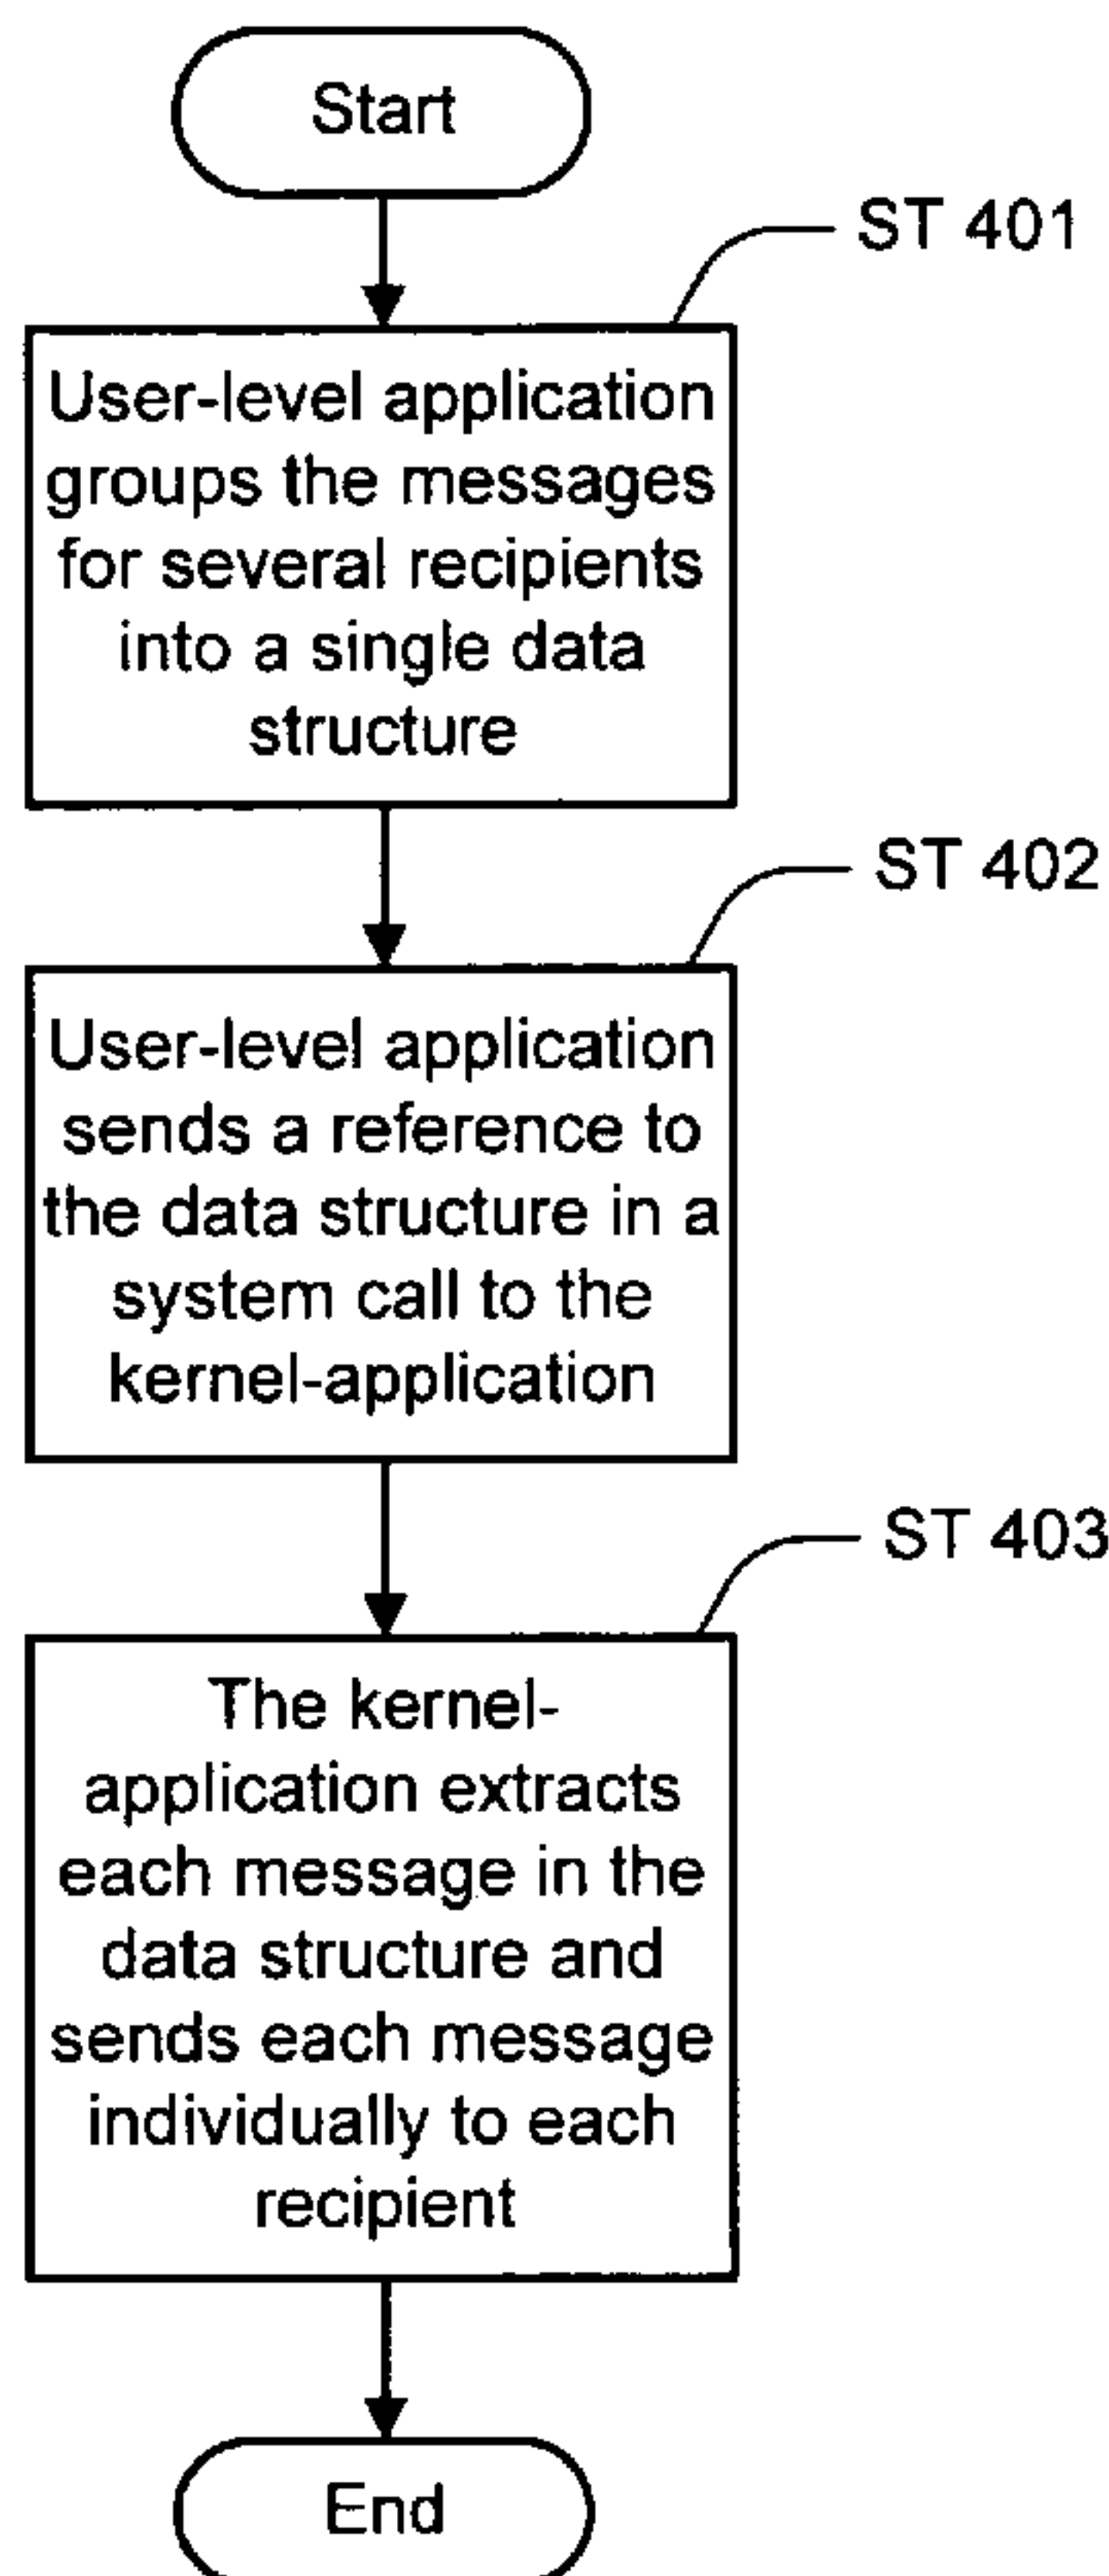 Start
ST 401
User-level application
groups the messages
for several recipients
into a single data
structure
ST 402
User-level application
sends a reference to
the data structure in a
system call to the
kernel-application
ST 403
The kernel-
application extracts
each message in the
data structure and
sends each message
individually to each
recipient
End